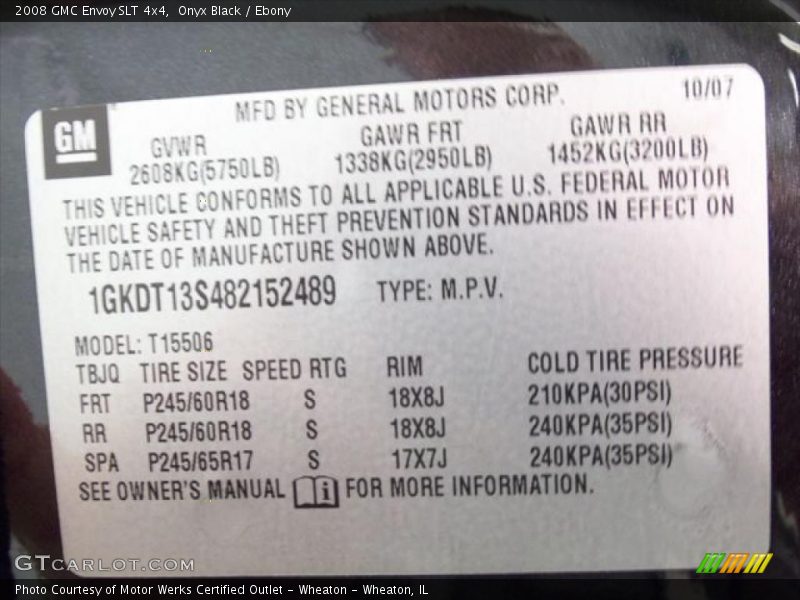 2008 GMC Envoy SLT 4x4,  Onyx Black / Ebony
MFD BY GENERAL MOTORS CORP. 10/07
GM
GVWR GAWR FRT GAWR RR
2608KG(5750LB) 1338KG(2950LB) 1452KG(3200LB)
THIS VEHICLE CONFORMS TO ALL APPLICABLE U.S. FEDERAL MOTOR
VEHICLE SAFETY AND THEFT PREVENTION STANDARDS IN EFFECT ON
THE DATE OF MANUFACTURE SHOWN ABOVE.
1GKDT13S482152489 TYPE: M.P.V.
MODEL: T15506
TBJQ TIRE SIZE SPEED RTG RIM COLD TIRE PRESSURE
FRT P245/60R18 S 18X8J 210KPA(30PSI)
RR P245/60R18 S 18X8J 240KPA(35PSI)
SPA P245/65R17 S 17X7J 240KPA(35PSI)
SEE OWNER'S MANUAL i FOR MORE INFORMATION.
GTCARLOT.COM
Photo Courtesy of Motor Werks Certified Outlet - Wheaton - Wheaton, IL